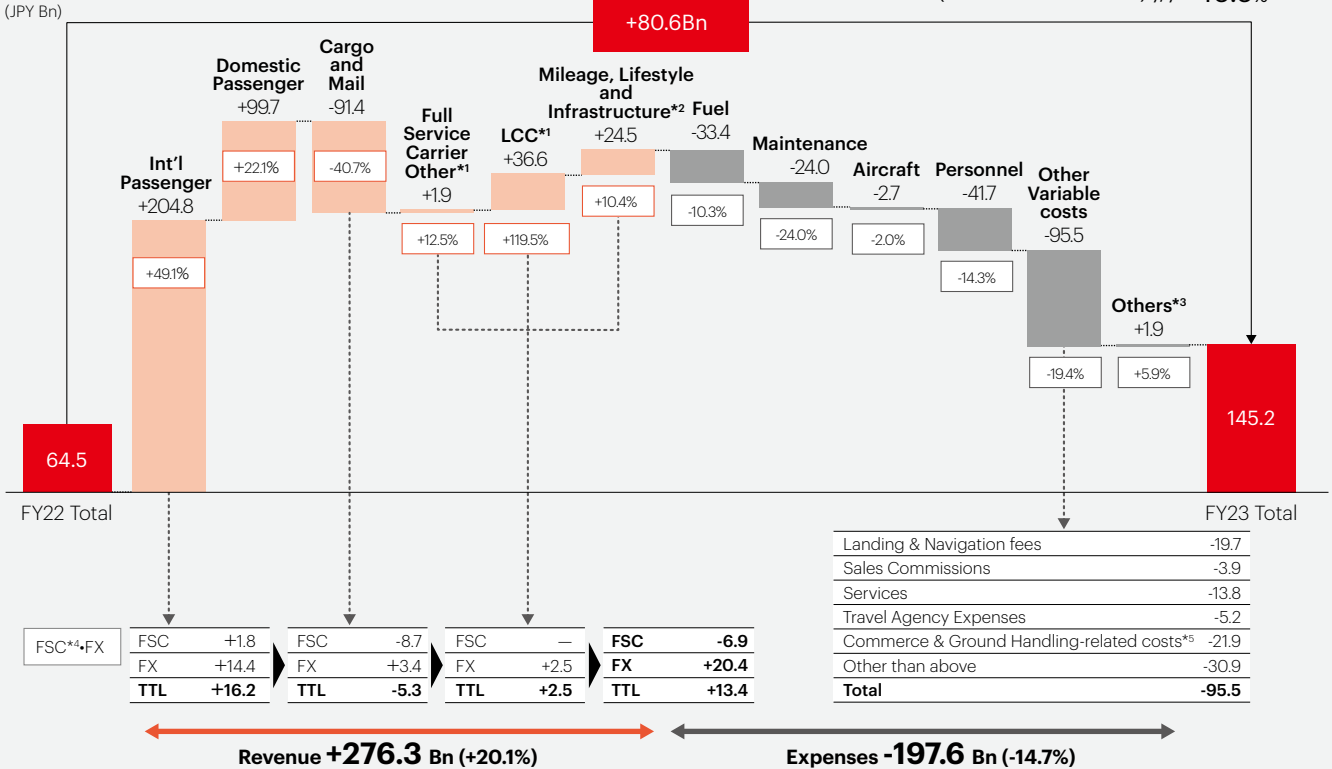 (JPY Bn)
+80.6Bn
Int'l
Passenger
+204.8
+49.1%
Domestic
Passenger
+99.7
+22.1%
Cargo
and
Mail
-91.4
-40.7%
Full
Service
Carrier
Other*1
+1.9
+12.5%
LCC*1
+36.6
+119.5%
Mileage, Lifestyle
and
Infrastructure*2
+24.5
+10.4%
Fuel
-33.4
-10.3%
Maintenance
-24.0
-24.0%
Aircraft
-2.7
-2.0%
Personnel
-41.7
-14.3%
Other
Variable
costs
-95.5
-19.4%
Others*3
+1.9
+5.9%
64.5
145.2
FY22 Total
FY23 Total
Landing & Navigation fees -19.7
Sales Commissions -3.9
Services -13.8
Travel Agency Expenses -5.2
Commerce & Ground Handling-related costs*5 -21.9
Other than above -30.9
Total -95.5
FSC*4•FX
FSC +1.8
FX +14.4
TTL +16.2
FSC -8.7
FX +3.4
TTL -5.3
FSC —
FX +2.5
TTL +2.5
FSC -6.9
FX +20.4
TTL +13.4
Revenue +276.3 Bn (+20.1%)
Expenses -197.6 Bn (-14.7%)